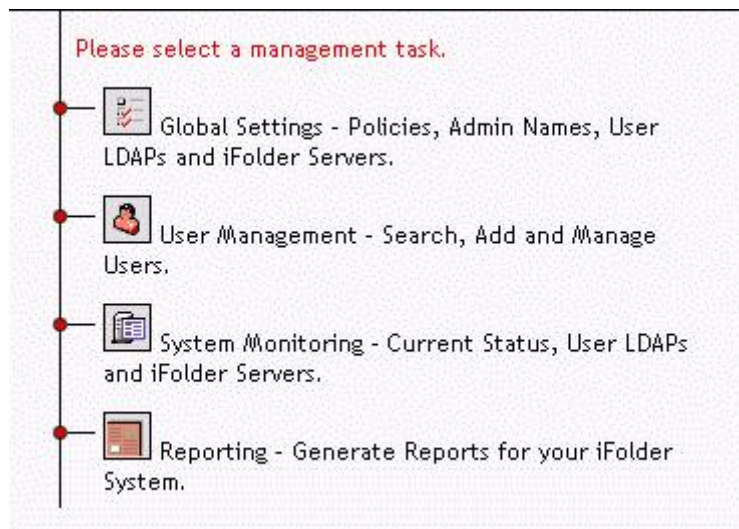 Please select a management task.
Global Settings - Policies, Admin Names, User
LDAPs and iFolder Servers.
User Management - Search, Add and Manage
Users.
System Monitoring - Current Status, User LDAPs
and iFolder Servers.
Reporting - Generate Reports for your iFolder
System.